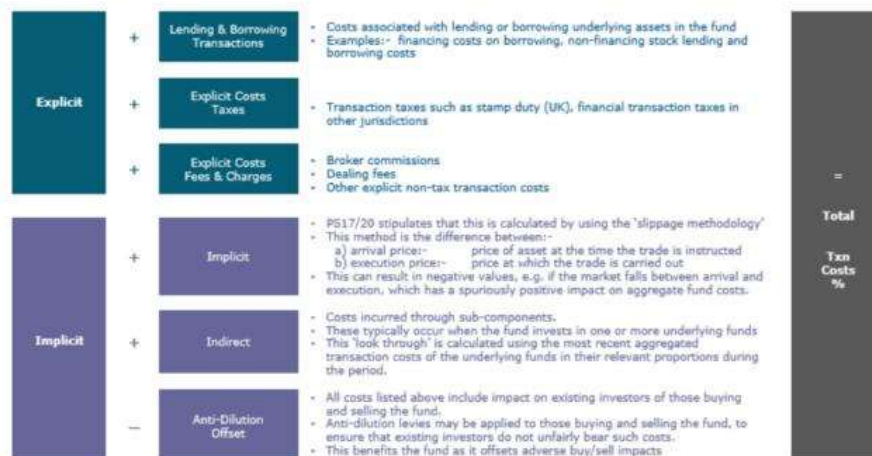 Explicit
+
Lending & Borrowing
Transactions
- Costs associated with lending or borrowing underlying assets in the fund
- Examples:- financing costs on borrowing, non-financing stock lending and
borrowing costs
+
Explicit Costs
Taxes
- Transaction taxes such as stamp duty (UK), financial transaction taxes in
other jurisdictions
+
Explicit Costs
Fees & Charges
- Broker commissions
- Dealing fees
- Other explicit non-tax transaction costs
Implicit
+
Implicit
- PS17/20 stipulates that this is calculated by using the 'slippage methodology'
- This method is the difference between:-
a) arrival price:- price of asset at the time the trade is instructed
b) execution price:- price at which the trade is carried out
- This can result in negative values, e.g. if the market falls between arrival and
execution, which has a spuriously positive impact on aggregate fund costs.
+
Indirect
- Costs incurred through sub-components.
- These typically occur when the fund invests in one or more underlying funds
- This 'look through' is calculated using the most recent aggregated
transaction costs of the underlying funds in their relevant proportions during
the period.
—
Anti-Dilution
Offset
- All costs listed above include impact on existing investors of those buying
and selling the fund.
- Anti-dilution levies may be applied to those buying and selling the fund, to
ensure that existing investors do not unfairly bear such costs.
- This benefits the fund as it offsets adverse buy/sell impacts
=
Total
Txn
Costs
%